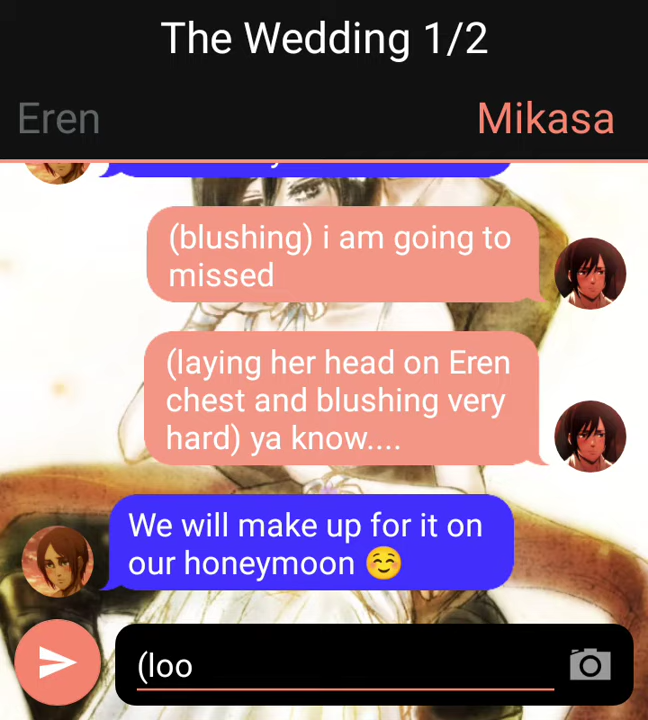 The Wedding 1/2
Eren
Mikasa
(blushing) i am going to
missed
(laying her head on Eren
chest and blushing very
hard) ya know....
We will make up for it on
our honeymoon ☺️
(loo